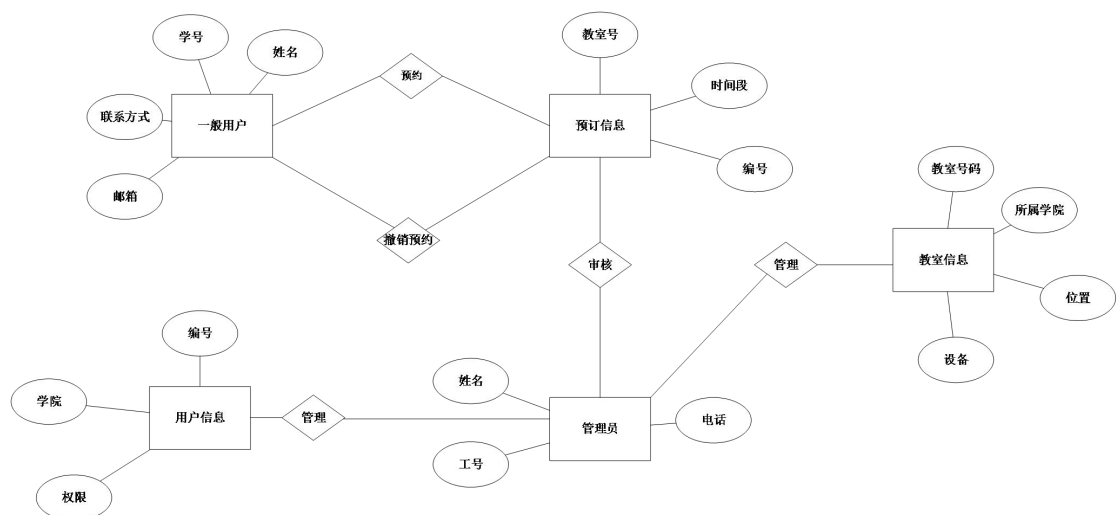 教室号
学号
姓名
预约
时间段
联系方式
一般用户
预订信息
编号
教室号码
邮箱
所属学院
撤销预约
审核
管理
教室信息
位置
编号
设备
姓名
学院
用户信息
管理
管理员
电话
工号
权限